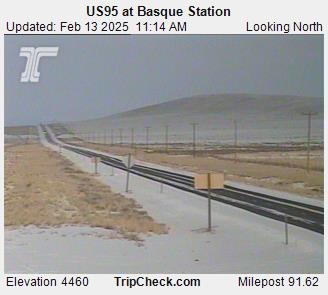 US95 at Basque Station
Updated: Feb 13 2025 11:14 AM Looking North
Elevation 4460 TripCheck.com Milepost 91.62